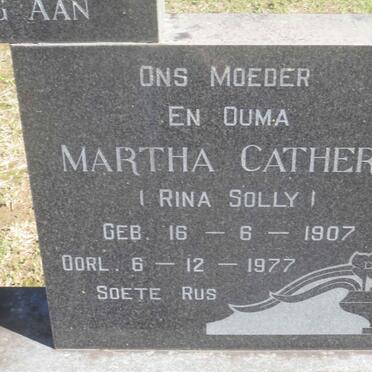 AAN
ONS MOEDER
EN OUMA
MARTHA CATHER
( RINA SOLLY )
GEB. 16 - 6 - 1907
OORL. 6 - 12 - 1977
SOETE RUS